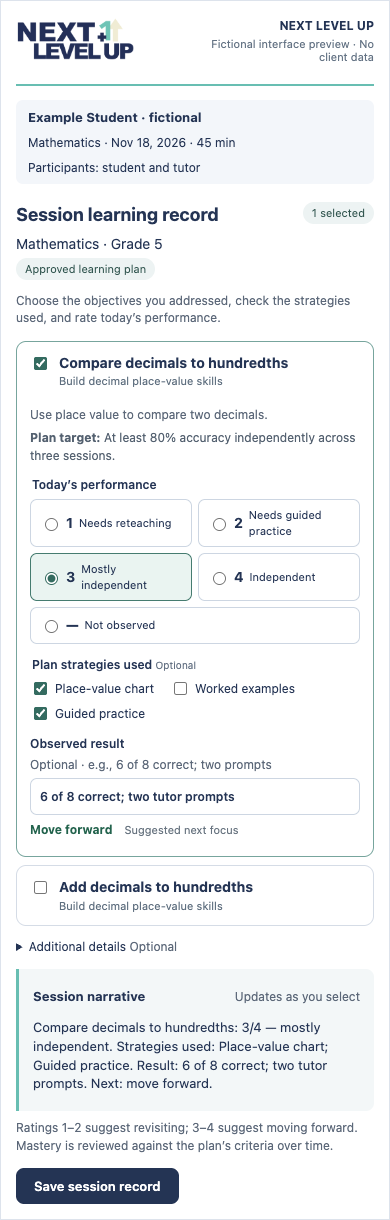 NEXT 1
LEVEL UP
NEXT LEVEL UP
Fictional interface preview · No
client data
Example Student · fictional
Mathematics · Nov 18, 2026 · 45 min
Participants: student and tutor
Session learning record
1 selected
Mathematics · Grade 5
Approved learning plan
Choose the objectives you addressed, check the strategies
used, and rate today's performance.
Compare decimals to hundredths
Build decimal place-value skills
Use place value to compare two decimals.
Plan target: At least 80% accuracy independently across
three sessions.
Today's performance
1 Needs reteaching
2 Needs guided
practice
3 Mostly
independent
4 Independent
— Not observed
Plan strategies used Optional
Place-value chart
Worked examples
Guided practice
Observed result
Optional · e.g., 6 of 8 correct; two prompts
6 of 8 correct; two tutor prompts
Move forward Suggested next focus
Add decimals to hundredths
Build decimal place-value skills
Additional details Optional
Session narrative
Updates as you select
Compare decimals to hundredths: 3/4 — mostly
independent. Strategies used: Place-value chart;
Guided practice. Result: 6 of 8 correct; two tutor
prompts. Next: move forward.
Ratings 1–2 suggest revisiting; 3–4 suggest moving forward.
Mastery is reviewed against the plan's criteria over time.
Save session record